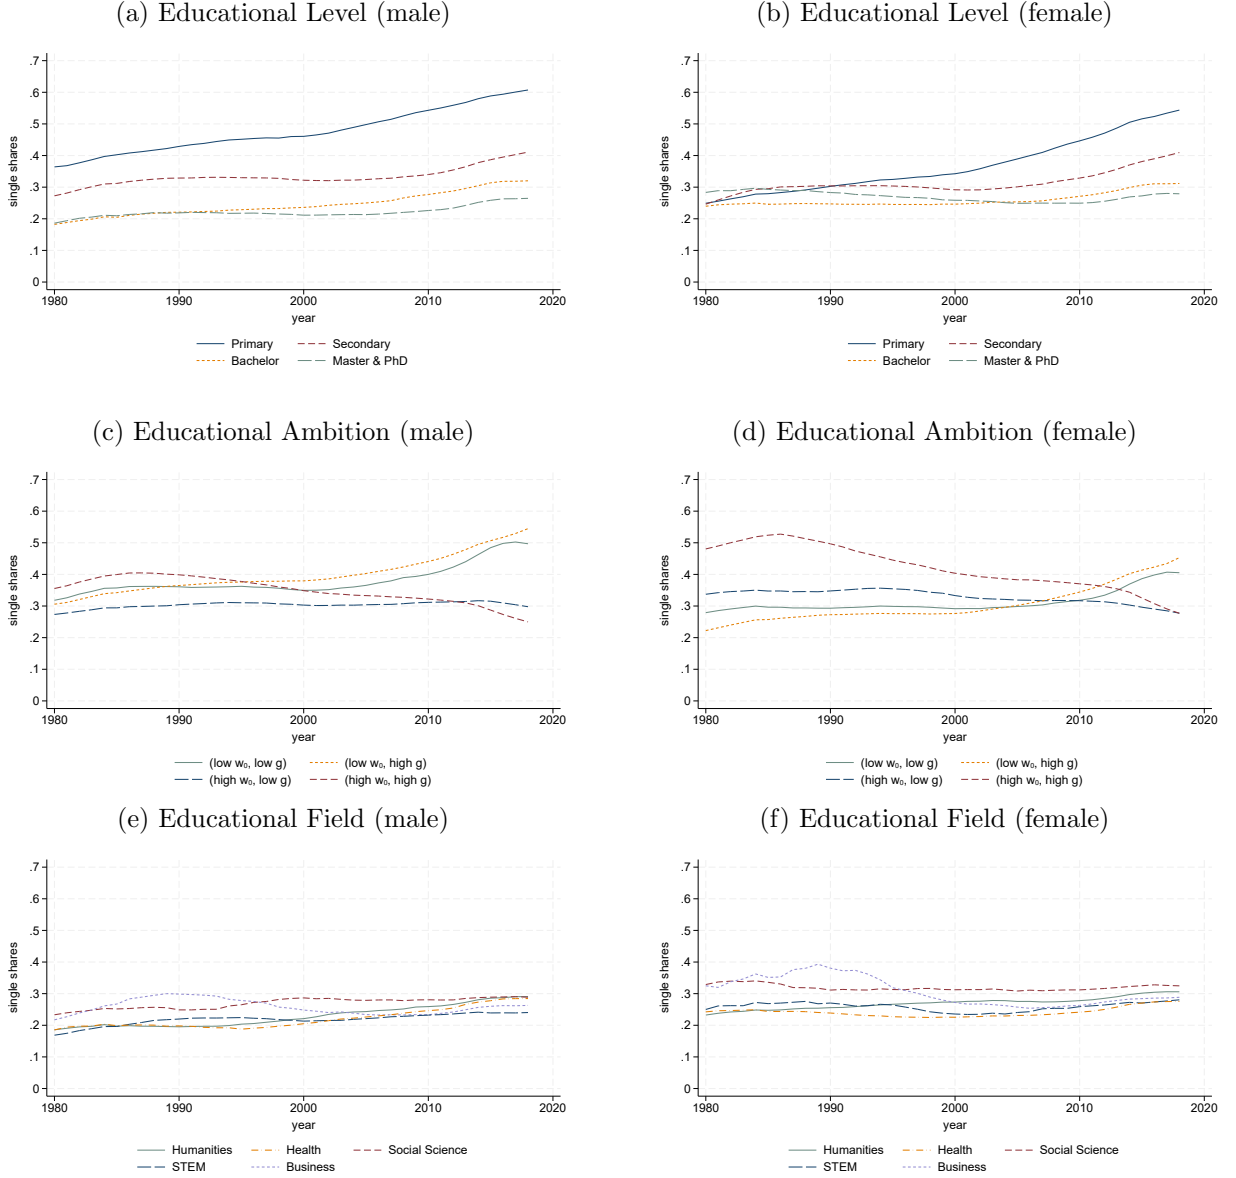 (a) Educational Level (male)
(b) Educational Level (female)
.7
.6
.5
.4
.3
.2
.1
0
single shares
1980 1990 2000 2010 2020
year
Primary Secondary
Bachelor Master & PhD
.7
.6
.5
.4
.3
.2
.1
0
single shares
1980 1990 2000 2010 2020
year
Primary Secondary
Bachelor Master & PhD
(c) Educational Ambition (male)
(d) Educational Ambition (female)
.7
.6
.5
.4
.3
.2
.1
0
single shares
1980 1990 2000 2010 2020
year
(low w₀, low g) (low w₀, high g)
(high w₀, low g) (high w₀, high g)
.7
.6
.5
.4
.3
.2
.1
0
single shares
1980 1990 2000 2010 2020
year
(low w₀, low g) (low w₀, high g)
(high w₀, low g) (high w₀, high g)
(e) Educational Field (male)
(f) Educational Field (female)
.7
.6
.5
.4
.3
.2
.1
0
single shares
1980 1990 2000 2010 2020
year
Humanities Health Social Science
STEM Business
.7
.6
.5
.4
.3
.2
.1
0
single shares
1980 1990 2000 2010 2020
year
Humanities Health Social Science
STEM Business